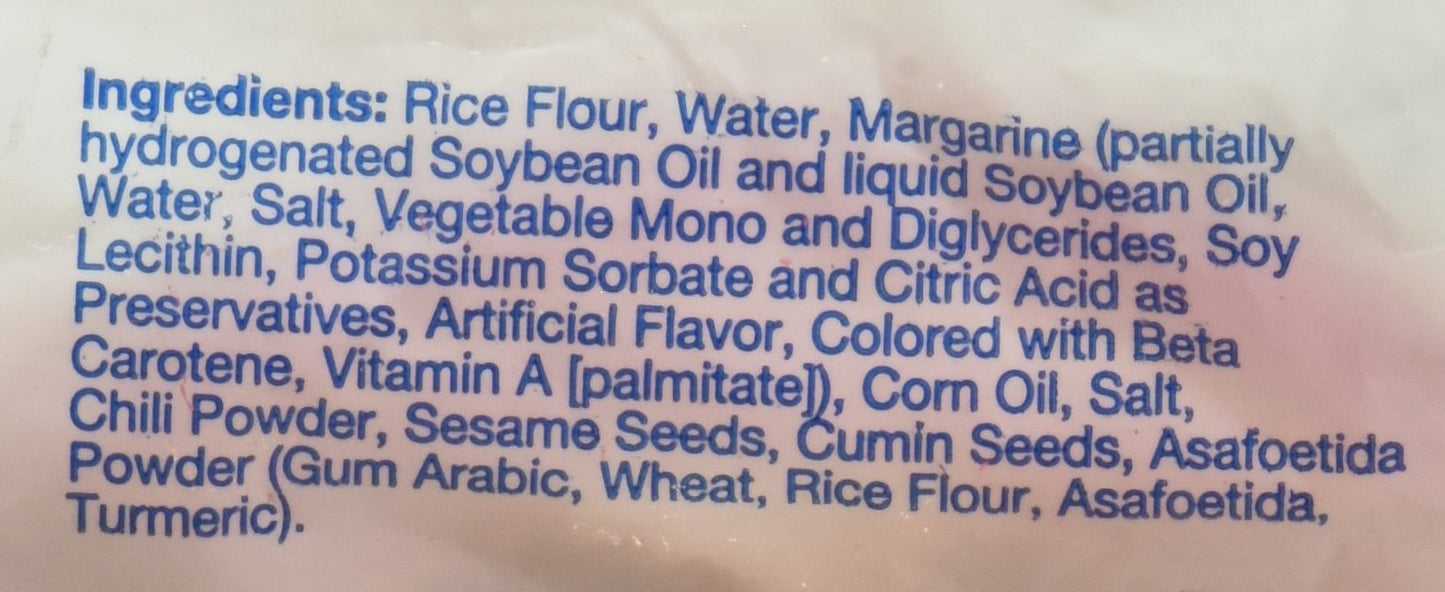 Ingredients: Rice Flour, Water, Margarine (partially
hydrogenated Soybean Oil and liquid Soybean Oil,
Water, Salt, Vegetable Mono and Diglycerides, Soy
Lecithin, Potassium Sorbate and Citric Acid as
Preservatives, Artificial Flavor, Colored with Beta
Carotene, Vitamin A [palmitate]), Corn Oil, Salt,
Chili Powder, Sesame Seeds, Cumin Seeds, Asafoetida
Powder (Gum Arabic, Wheat, Rice Flour, Asafoetida,
Turmeric).